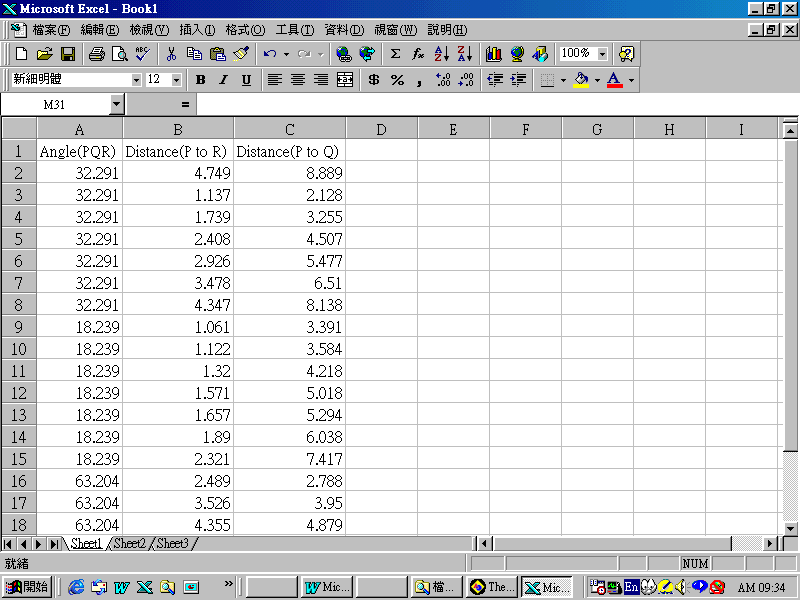 Microsoft Excel - Book1
檔案(F) 編輯(E) 檢視(V) 插入(I) 格式(O) 工具(T) 資料(D) 視窗(W) 說明(H)
100%
新細明體 12 B I U $ % ,
M31 =
A B C D E F G H I
1 Angle(PQR) Distance(P to R) Distance(P to Q)
2 32.291 4.749 8.889
3 32.291 1.137 2.128
4 32.291 1.739 3.255
5 32.291 2.408 4.507
6 32.291 2.926 5.477
7 32.291 3.478 6.51
8 32.291 4.347 8.138
9 18.239 1.061 3.391
10 18.239 1.122 3.584
11 18.239 1.32 4.218
12 18.239 1.571 5.018
13 18.239 1.657 5.294
14 18.239 1.89 6.038
15 18.239 2.321 7.417
16 63.204 2.489 2.788
17 63.204 3.526 3.95
18 63.204 4.355 4.879
Sheet1 Sheet2 Sheet3
就緒 NUM
開始 Mic... 檔... The... Mic... En AM 09:34